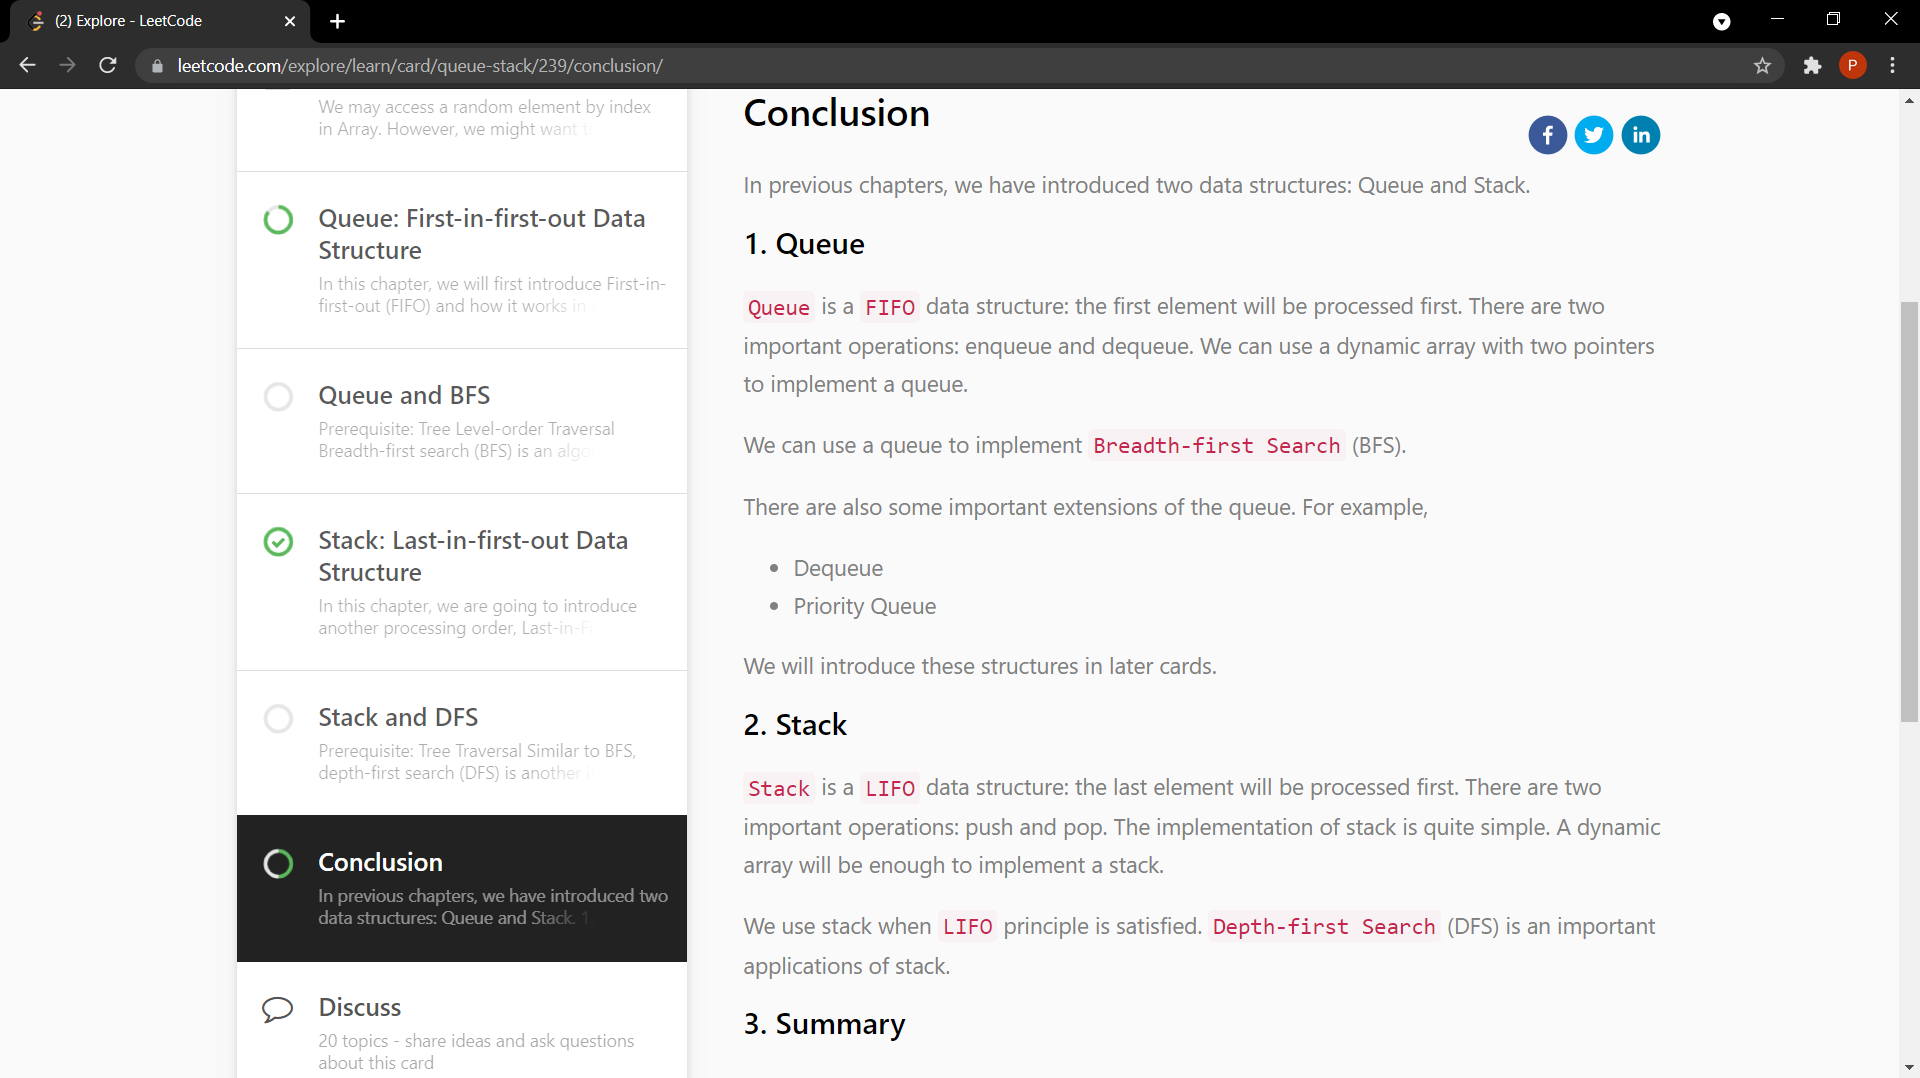 (2) Explore - LeetCode
leetcode.com/explore/learn/card/queue-stack/239/conclusion/
P
We may access a random element by index
in Array. However, we might want t
Queue: First-in-first-out Data
Structure
In this chapter, we will first introduce First-in-
first-out (FIFO) and how it works in
Queue and BFS
Prerequisite: Tree Level-order Traversal
Breadth-first search (BFS) is an algo
Stack: Last-in-first-out Data
Structure
In this chapter, we are going to introduce
another processing order, Last-in-F
Stack and DFS
Prerequisite: Tree Traversal Similar to BFS,
depth-first search (DFS) is another
Conclusion
In previous chapters, we have introduced two
data structures: Queue and Stack. 1.
Discuss
20 topics - share ideas and ask questions
about this card
Conclusion
f
in
In previous chapters, we have introduced two data structures: Queue and Stack.
1. Queue
Queue is a FIFO data structure: the first element will be processed first. There are two
important operations: enqueue and dequeue. We can use a dynamic array with two pointers
to implement a queue.
We can use a queue to implement Breadth-first Search (BFS).
There are also some important extensions of the queue. For example,
• Dequeue
• Priority Queue
We will introduce these structures in later cards.
2. Stack
Stack is a LIFO data structure: the last element will be processed first. There are two
important operations: push and pop. The implementation of stack is quite simple. A dynamic
array will be enough to implement a stack.
We use stack when LIFO principle is satisfied. Depth-first Search (DFS) is an important
applications of stack.
3. Summary